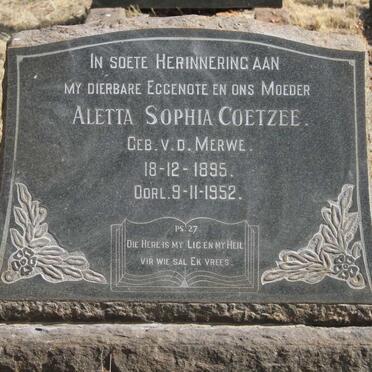 IN SOETE HERINNERING AAN
MY DIERBARE EGGENOTE EN ONS MOEDER
ALETTA SOPHIA COETZEE.
GEB. V.D. MERWE.
18-12-1895.
OORL. 9-11-1952.
PS. 27
DIE HERE IS MY LIG EN MY HEIL
VIR WIE SAL EK VREES.